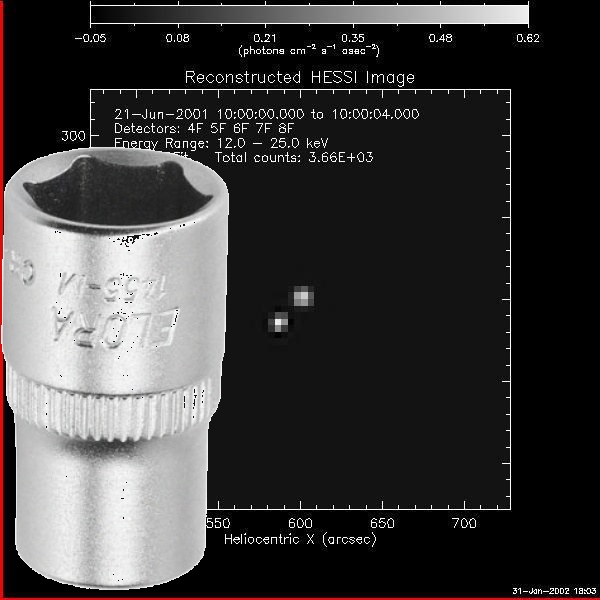 -0.05 0.08 0.21 0.35 0.48 0.62
(photons cm⁻² s⁻¹ asec⁻²)
Reconstructed HESSI Image
21-Jun-2001 10:00:00.000 to 10:00:04.000
Detectors: 4F 5F 6F 7F 8F
300
Energy Range: 12.0 - 25.0 keV
Total counts: 3.66E+03
1455-14
ELORA
550 600 650 700
Heliocentric X (arcsec)
31-Jan-2002 18:03